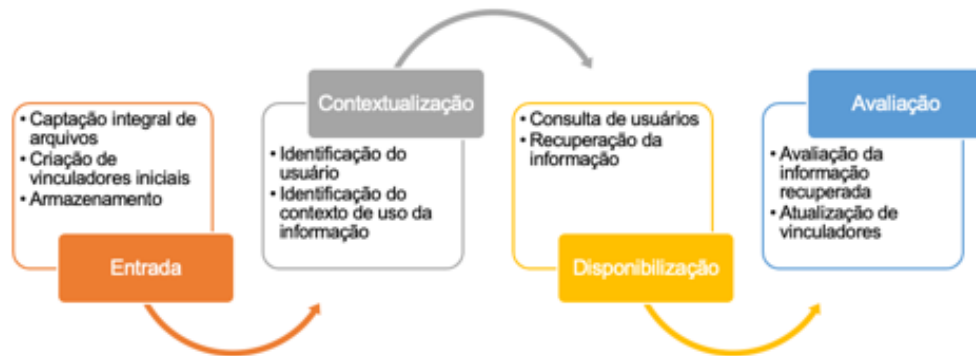 • Captação integral de
arquivos
• Criação de
vinculadores iniciais
• Armazenamento
Entrada
Contextualização
• Identificação do
usuário
• Identificação do
contexto de uso da
informação
• Consulta de usuários
• Recuperação da
informação
Disponibilização
Avaliação
• Avaliação da
informação
recuperada
• Atualização de
vinculadores